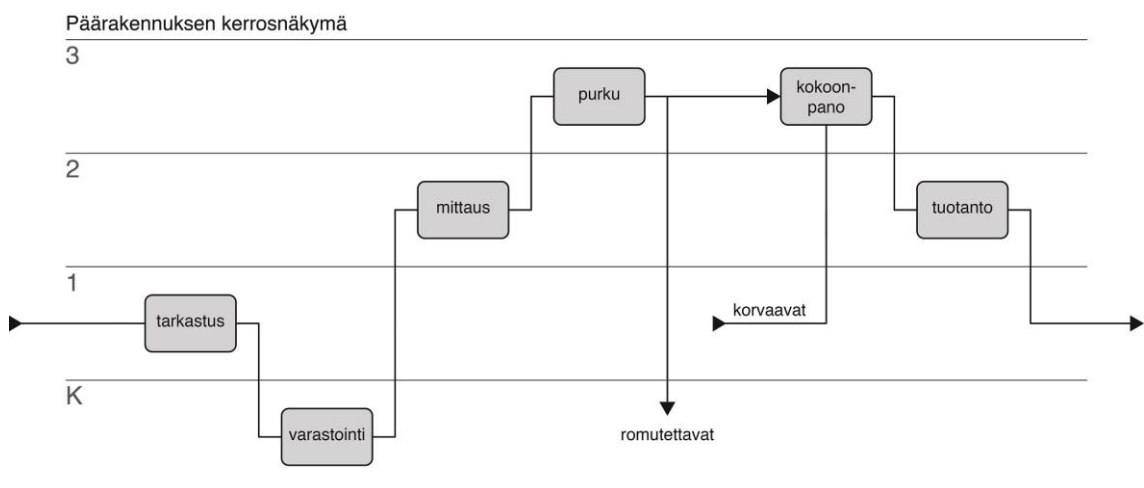 Päärakennuksen kerrosnäkymä
3
purku
kokoon-
pano
2
mittaus
tuotanto
1
tarkastus
korvaavat
K
varastointi
romutettavat